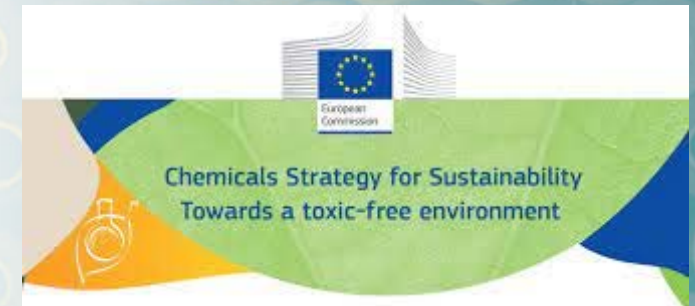 European
Commission
Chemicals Strategy for Sustainability
Towards a toxic-free environment